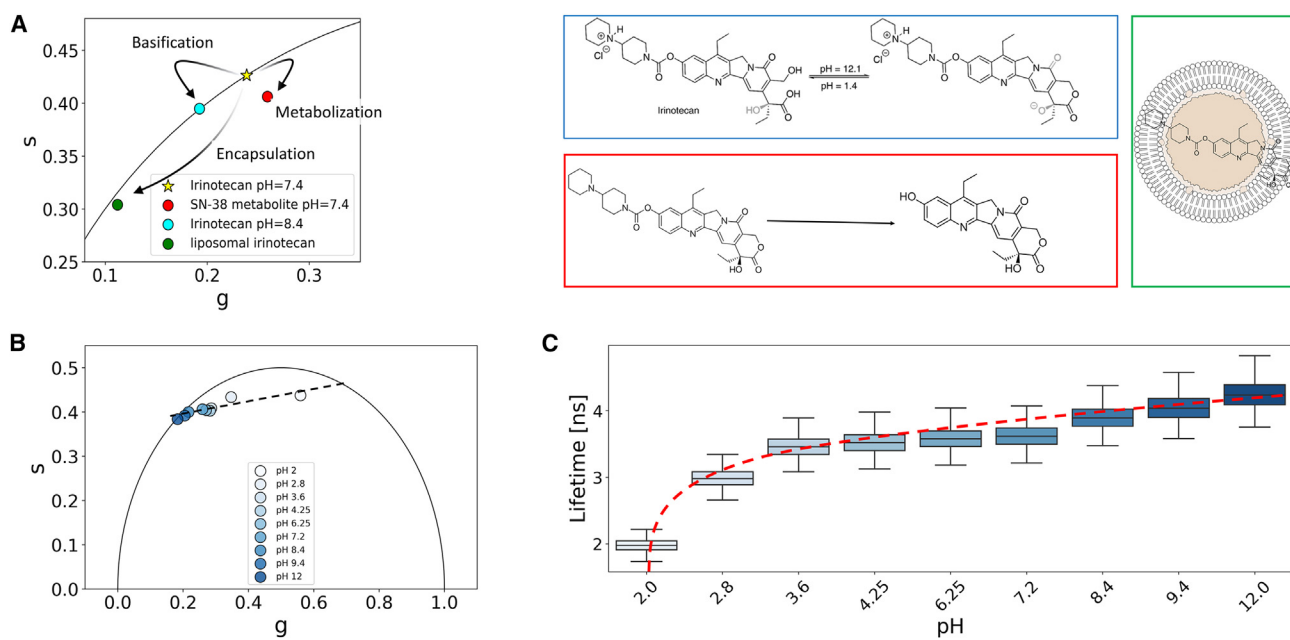 A
0.45
0.40
0.35
0.30
0.25
s
0.1
0.2
0.3
g
Basification
Metabolization
Encapsulation
Irinotecan pH=7.4
SN-38 metabolite pH=7.4
Irinotecan pH=8.4
liposomal irinotecan
H
N
⊕
Cl⊖
N
O
O
N
N
O
OH
HO
OH
O
Irinotecan
pH = 12.1
pH = 1.4
H
N
⊕
Cl⊖
N
O
O
N
N
O
O
⊖O
O
N
N
O
O
N
N
O
O
HO
O
HO
N
N
O
O
HO
O
N
N
O
O
N
N
B
0.5
0.4
0.3
0.2
0.1
0.0
s
0.0
0.2
0.4
0.6
0.8
1.0
g
pH 2
pH 2.8
pH 3.6
pH 4.25
pH 6.25
pH 7.2
pH 8.4
pH 9.4
pH 12
C
Lifetime [ns]
4
3
2
2.0
2.8
3.6
4.25
6.25
7.2
8.4
9.4
12.0
pH